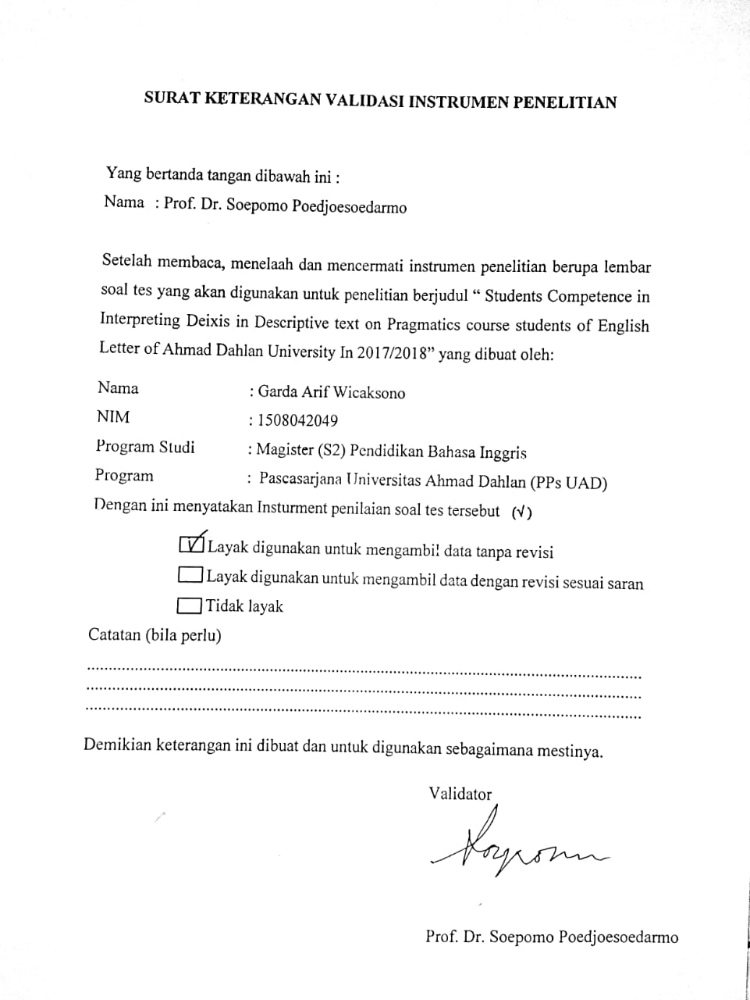 SURAT KETERANGAN VALIDASI INSTRUMEN PENELITIAN
Yang bertanda tangan dibawah ini :
Nama : Prof. Dr. Soepomo Poedjoesoedarmo
Setelah membaca, menelaah dan mencermati instrumen penelitian berupa lembar
soal tes yang akan digunakan untuk penelitian berjudul “ Students Competence in
Interpreting Deixis in Descriptive text on Pragmatics course students of English
Letter of Ahmad Dahlan University In 2017/2018” yang dibuat oleh:
Nama : Garda Arif Wicaksono
NIM : 1508042049
Program Studi : Magister (S2) Pendidikan Bahasa Inggris
Program : Pascasarjana Universitas Ahmad Dahlan (PPs UAD)
Dengan ini menyatakan Insturment penilaian soal tes tersebut (√)
Layak digunakan untuk mengambil data tanpa revisi
Layak digunakan untuk mengambil data dengan revisi sesuai saran
Tidak layak
Catatan (bila perlu)
Demikian keterangan ini dibuat dan untuk digunakan sebagaimana mestinya.
Validator
Prof. Dr. Soepomo Poedjoesoedarmo